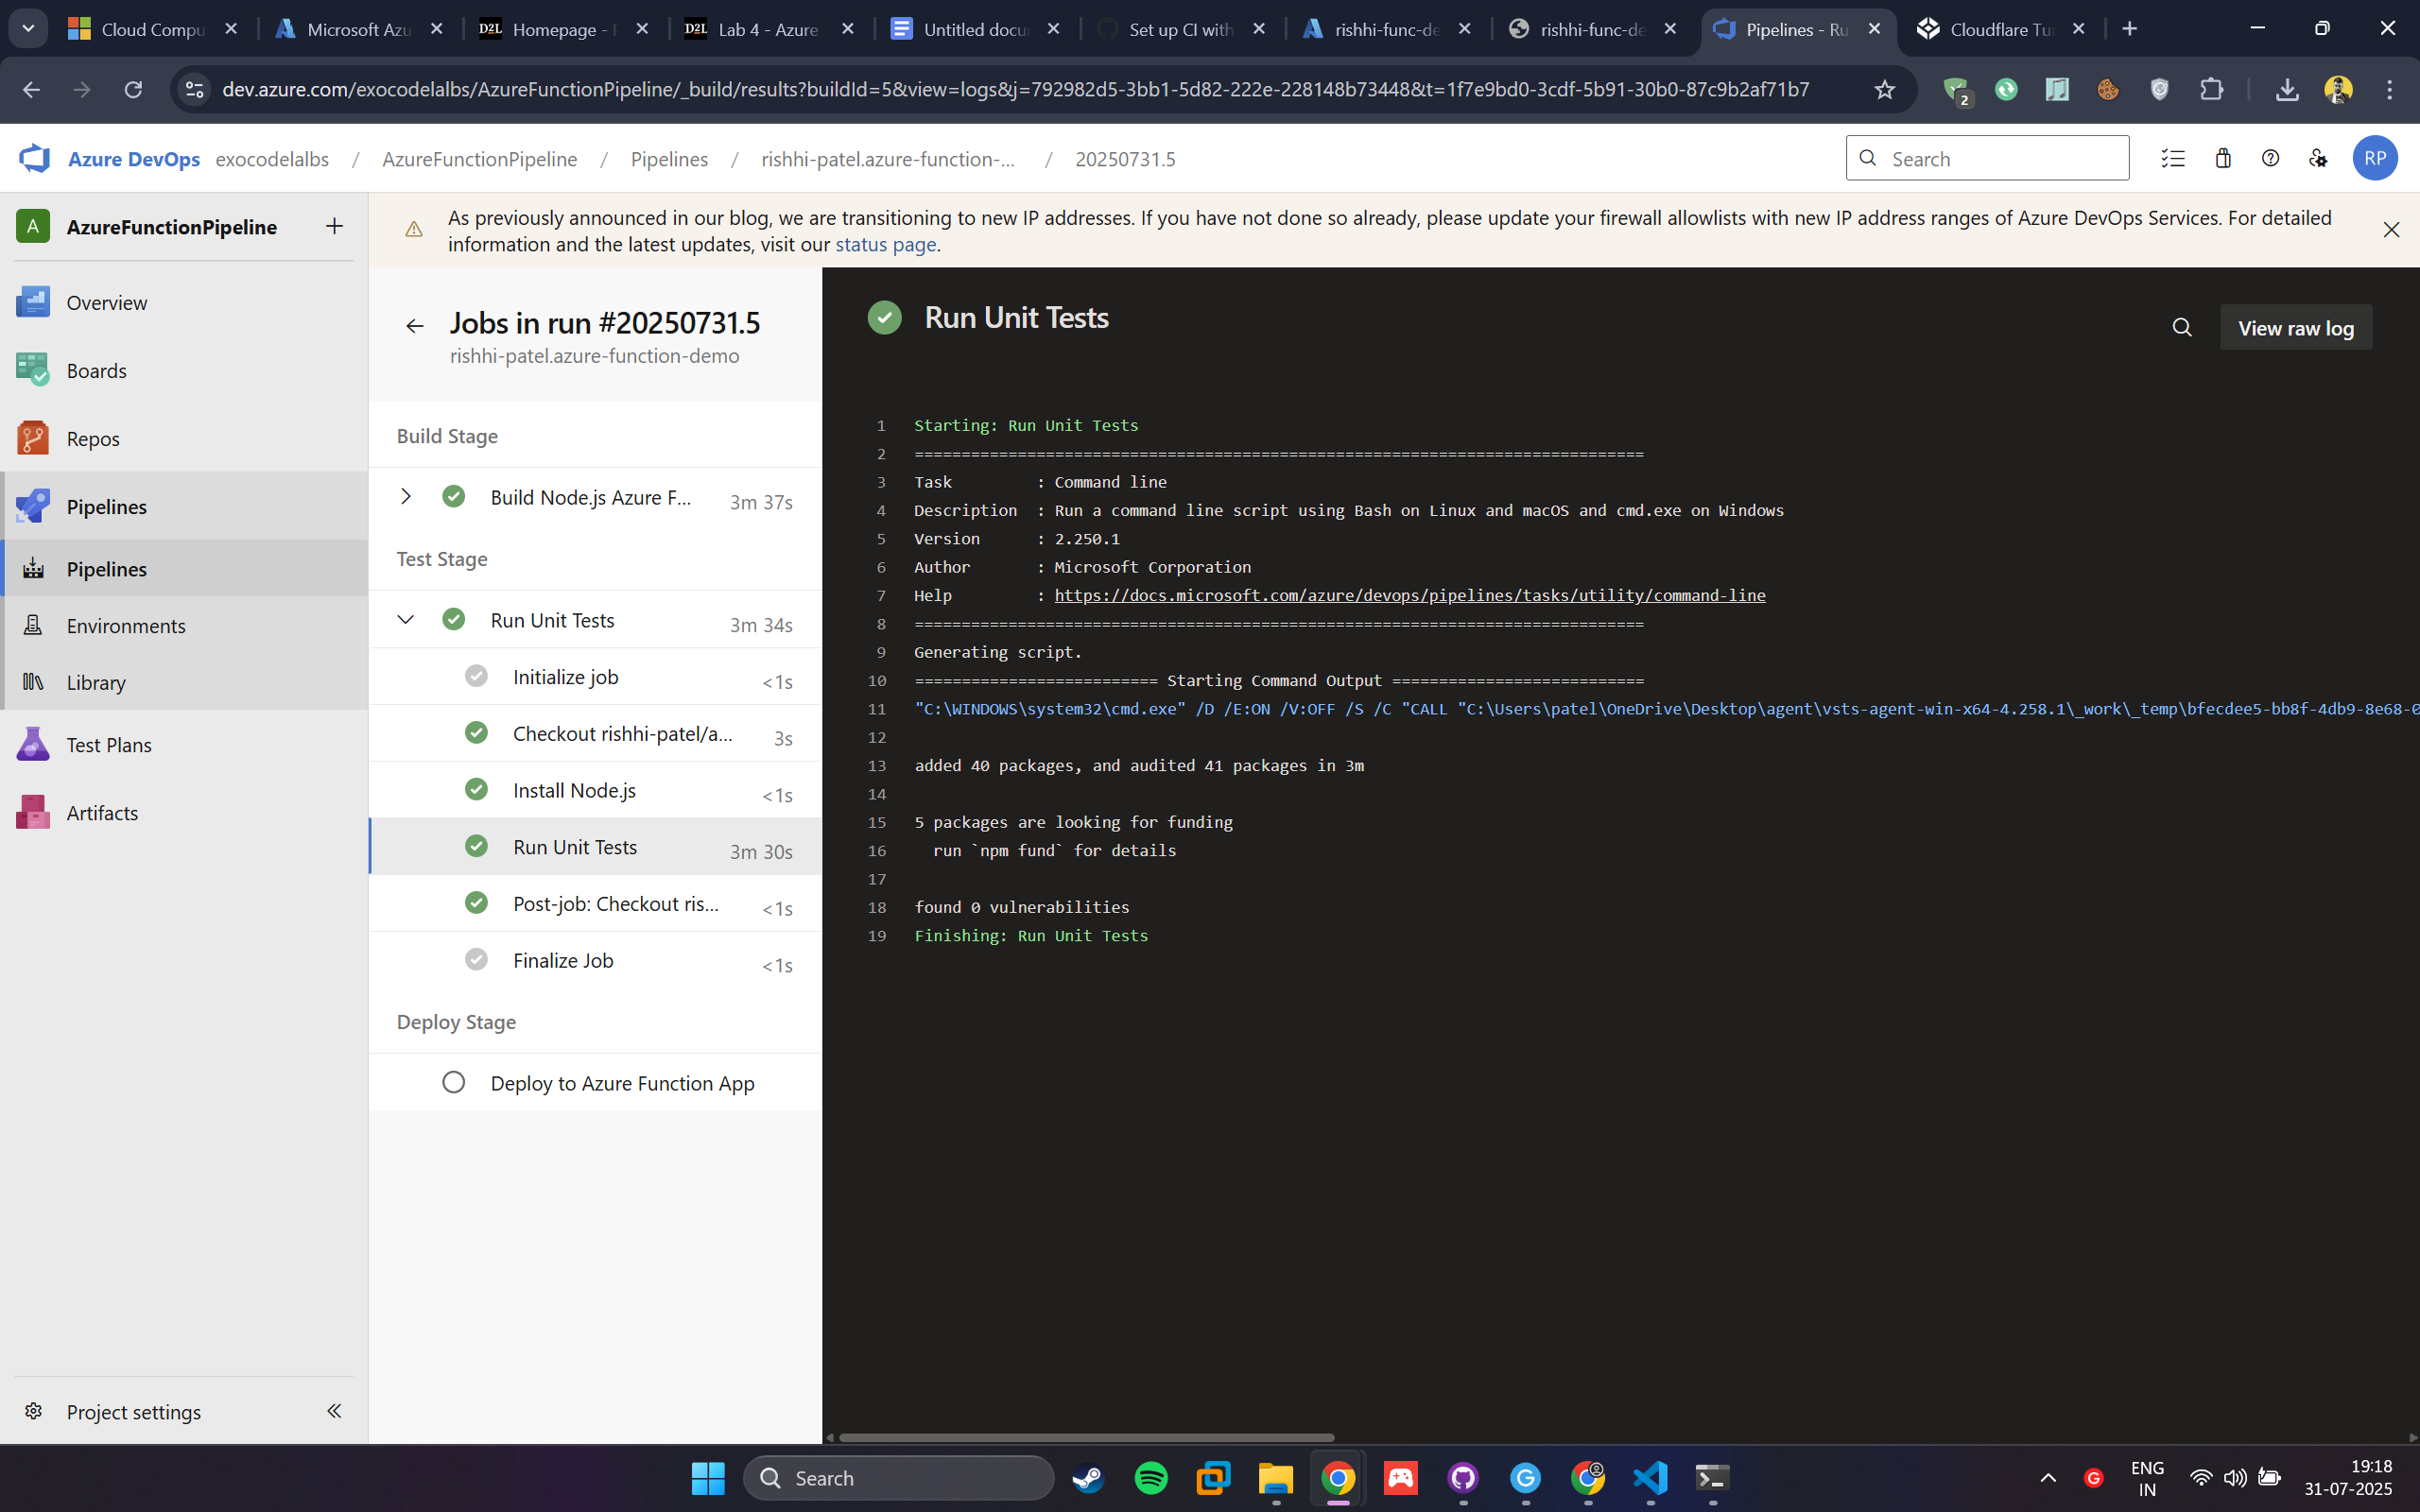 Cloud Compu
Microsoft Azu
D2L Homepage - F
D2L Lab 4 - Azure
Untitled docu
Set up CI with
rishhi-func-de
rishhi-func-de
Pipelines - Ru
Cloudflare Tu
dev.azure.com/exocodelalbs/AzureFunctionPipeline/_build/results?buildId=5&view=logs&j=792982d5-3bb1-5d82-222e-228148b73448&t=1f7e9bd0-3cdf-5b91-30b0-87c9b2af71b7
2
Azure DevOps exocodelalbs / AzureFunctionPipeline / Pipelines / rishhi-patel.azure-function-... / 20250731.5
Search
RP
A AzureFunctionPipeline
Overview
Boards
Repos
Pipelines
Pipelines
Environments
Library
Test Plans
Artifacts
Project settings
As previously announced in our blog, we are transitioning to new IP addresses. If you have not done so already, please update your firewall allowlists with new IP address ranges of Azure DevOps Services. For detailed
information and the latest updates, visit our status page.
Jobs in run #20250731.5
rishhi-patel.azure-function-demo
Build Stage
Build Node.js Azure F... 3m 37s
Test Stage
Run Unit Tests 3m 34s
Initialize job <1s
Checkout rishhi-patel/a... 3s
Install Node.js <1s
Run Unit Tests 3m 30s
Post-job: Checkout ris... <1s
Finalize Job <1s
Deploy Stage
Deploy to Azure Function App
Run Unit Tests
View raw log
1 Starting: Run Unit Tests
2 ==============================================================================
3 Task : Command line
4 Description : Run a command line script using Bash on Linux and macOS and cmd.exe on Windows
5 Version : 2.250.1
6 Author : Microsoft Corporation
7 Help : https://docs.microsoft.com/azure/devops/pipelines/tasks/utility/command-line
8 ==============================================================================
9 Generating script.
10 ========================== Starting Command Output ===========================
11 "C:\WINDOWS\system32\cmd.exe" /D /E:ON /V:OFF /S /C "CALL "C:\Users\patel\OneDrive\Desktop\agent\vsts-agent-win-x64-4.258.1\_work\_temp\bfecdee5-bb8f-4db9-8e68-0
12
13 added 40 packages, and audited 41 packages in 3m
14
15 5 packages are looking for funding
16 run `npm fund` for details
17
18 found 0 vulnerabilities
19 Finishing: Run Unit Tests
Search
ENG
IN
19:18
31-07-2025